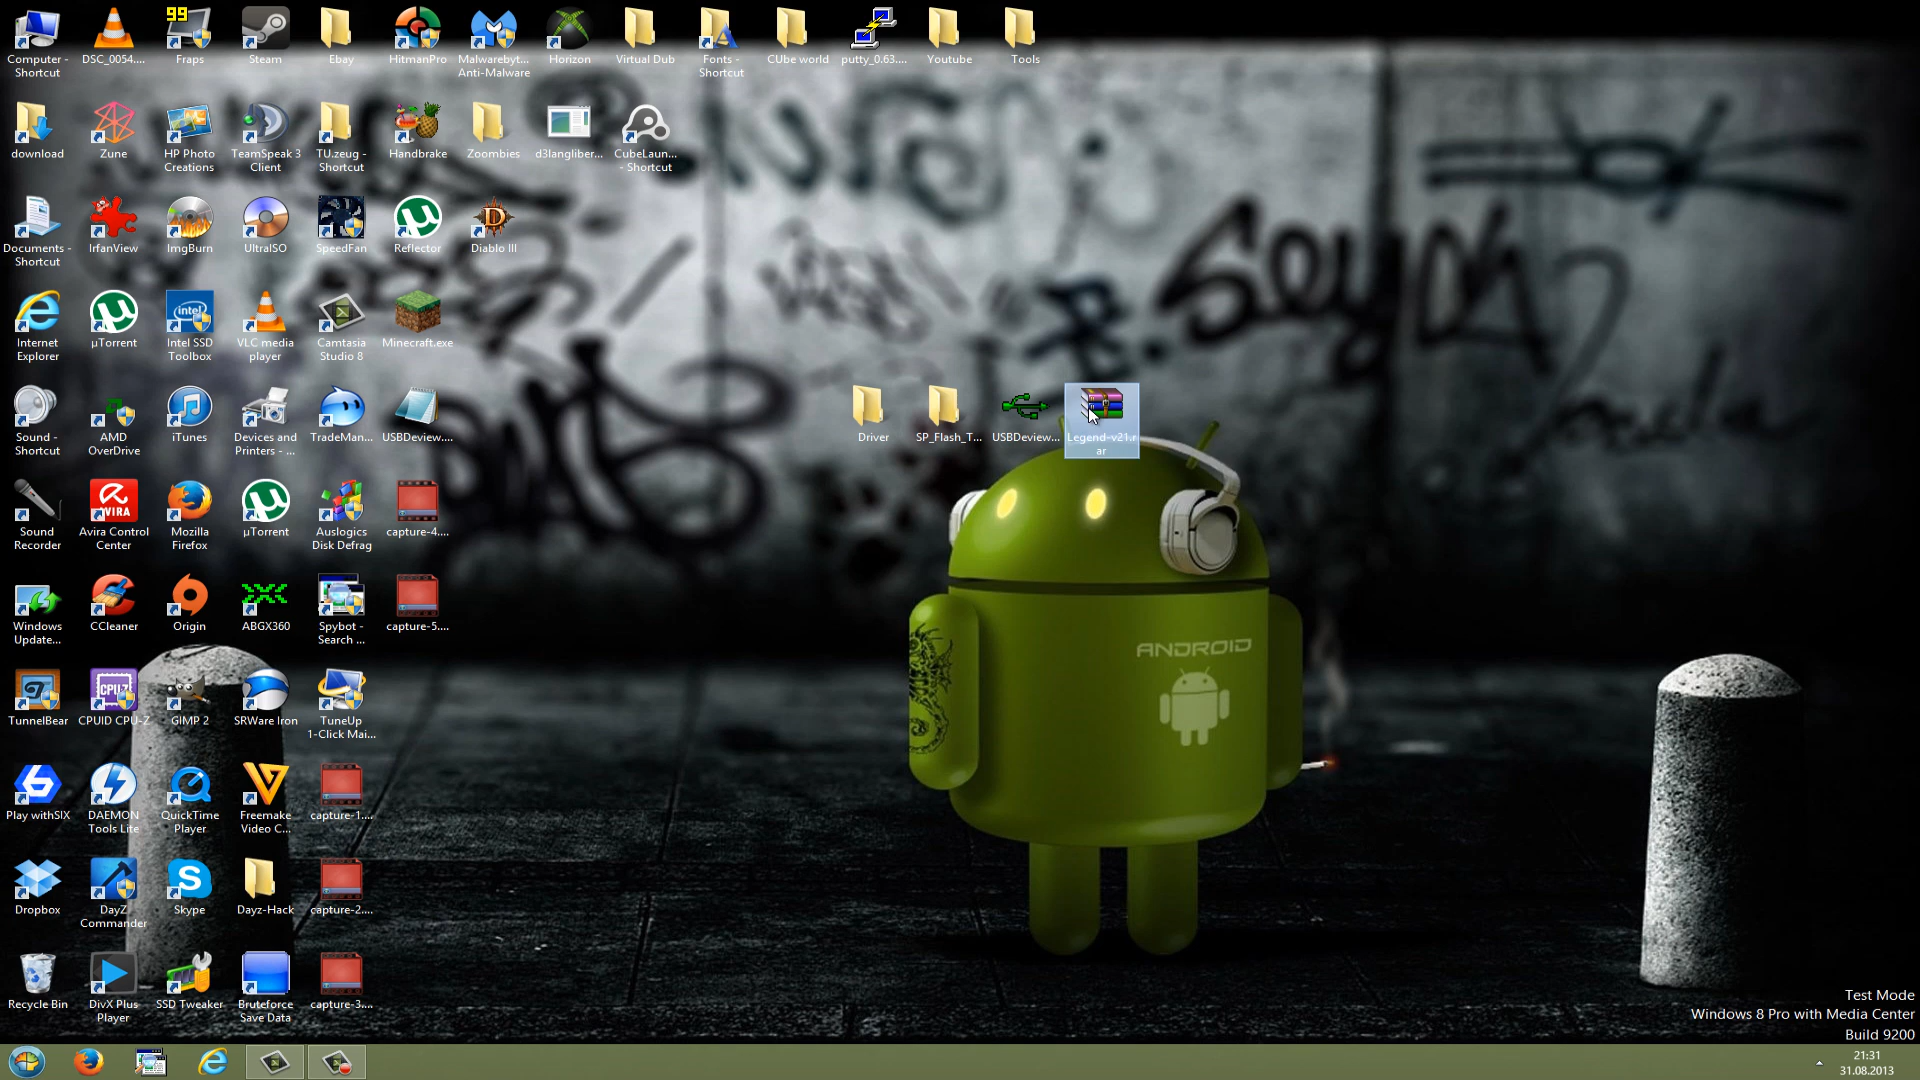 99
Computer -
Shortcut
DSC_0054....
Fraps
Steam
Ebay
HitmanPro
Malwarebyt...
Anti-Malware
Horizon
Virtual Dub
Fonts -
Shortcut
CUbe world
putty_0.63....
Youtube
Tools
download
Zune
HP Photo
Creations
TeamSpeak 3
Client
TU.zeug -
Shortcut
Handbrake
Zoombies
d3langliber...
CubeLaun...
- Shortcut
Documents -
Shortcut
IrfanView
ImgBurn
UltraISO
SpeedFan
Reflector
Diablo III
Internet
Explorer
µTorrent
Intel SSD
Toolbox
VLC media
player
Camtasia
Studio 8
Minecraft.exe
Sound -
Shortcut
AMD
OverDrive
iTunes
Devices and
Printers - ...
TradeMan...
USBDeview....
Driver
SP_Flash_T...
USBDeview...
Legend-v21.r
ar
Sound
Recorder
Avira Control
Center
Mozilla
Firefox
µTorrent
Auslogics
Disk Defrag
capture-4....
Windows
Update...
CCleaner
Origin
ABGX360
Spybot -
Search ...
capture-5....
ANDROID
TunnelBear
CPUID CPU-Z
GIMP 2
SRWare Iron
TuneUp
1-Click Mai...
Play withSIX
DAEMON
Tools Lite
QuickTime
Player
Freemake
Video C...
capture-1....
Dropbox
DayZ
Commander
Skype
Dayz-Hack
capture-2....
Recycle Bin
DivX Plus
Player
SSD Tweaker
Bruteforce
Save Data
capture-3....
Test Mode
Windows 8 Pro with Media Center
Build 9200
21:31
31.08.2013